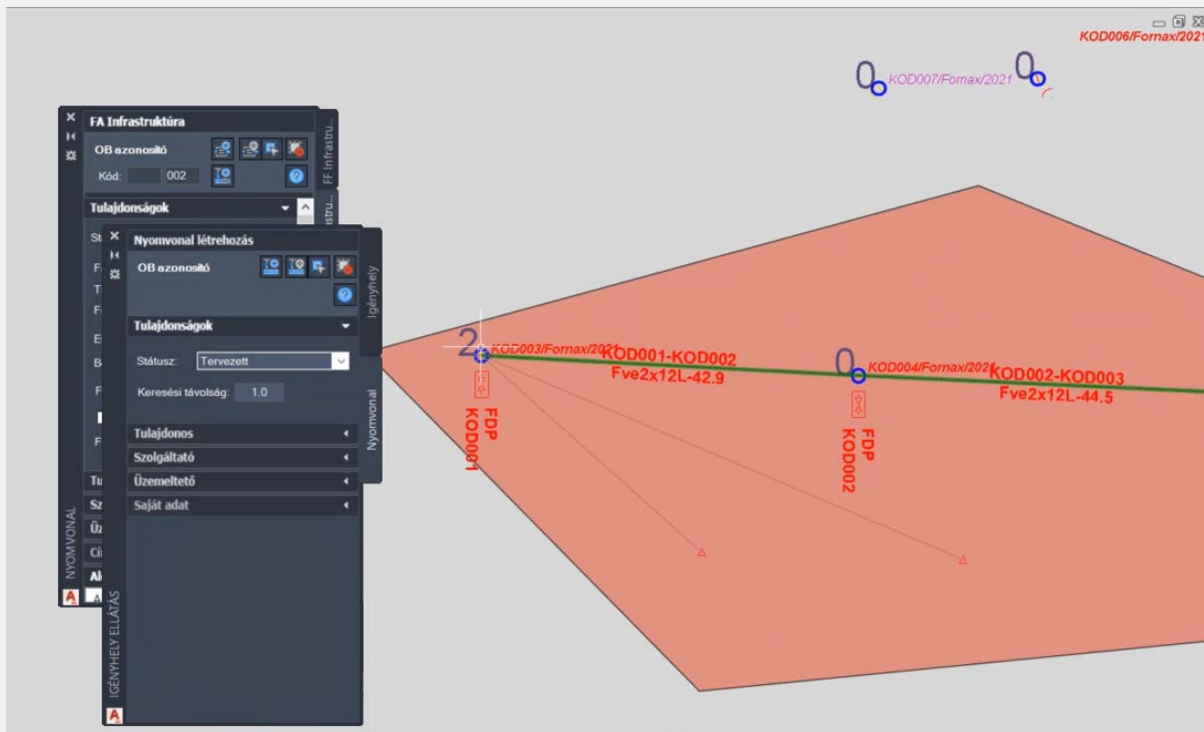 KOD006/Fornax/2021
0
KOD007/Fornax/2021
0
FA Infrastruktúra
OB azonosító
Kód:
002
Tulajdonságok
FF Infrastru...
stru...
NYOMVONAL
Nyomvonal létrehozás
OB azonosító
Tulajdonságok
Státusz:
Tervezett
Keresési távolság:
1.0
Tulajdonos
Szolgáltató
Üzemeltető
Saját adat
Igényhely
Nyomvonal
IGÉNYHELY ELLÁTÁS
2
KOD003/Fornax/2021
KOD001-KOD002
Fve2x12L-42.9
FDP
KOD001
0
KOD004/Fornax/2021
KOD002-KOD003
Fve2x12L-44.5
FDP
KOD002